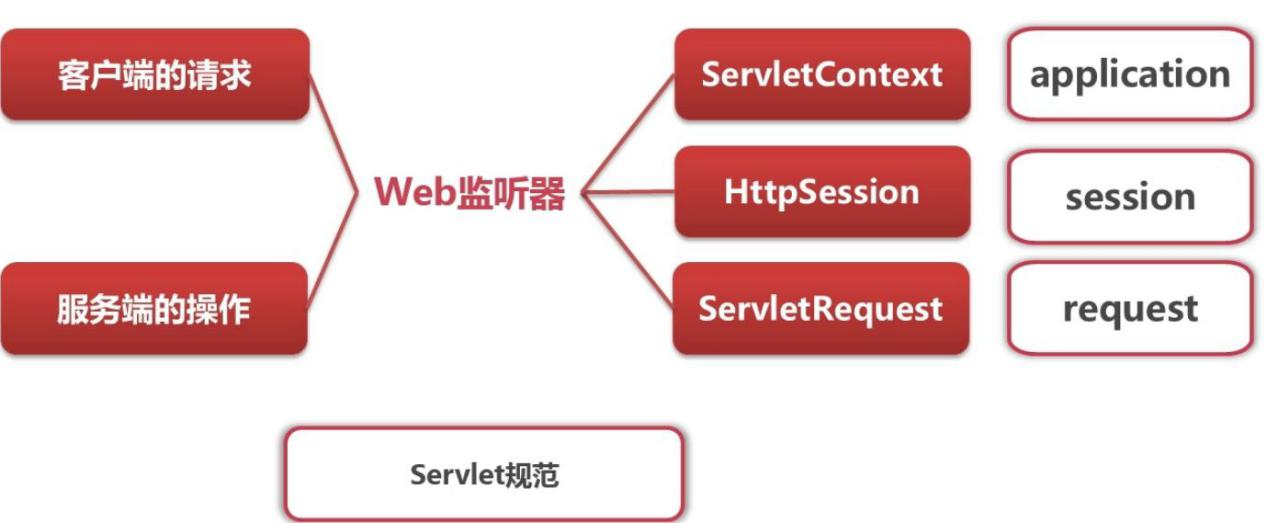 客户端的请求
ServletContext
application
Web监听器
HttpSession
session
服务端的操作
ServletRequest
request
Servlet规范